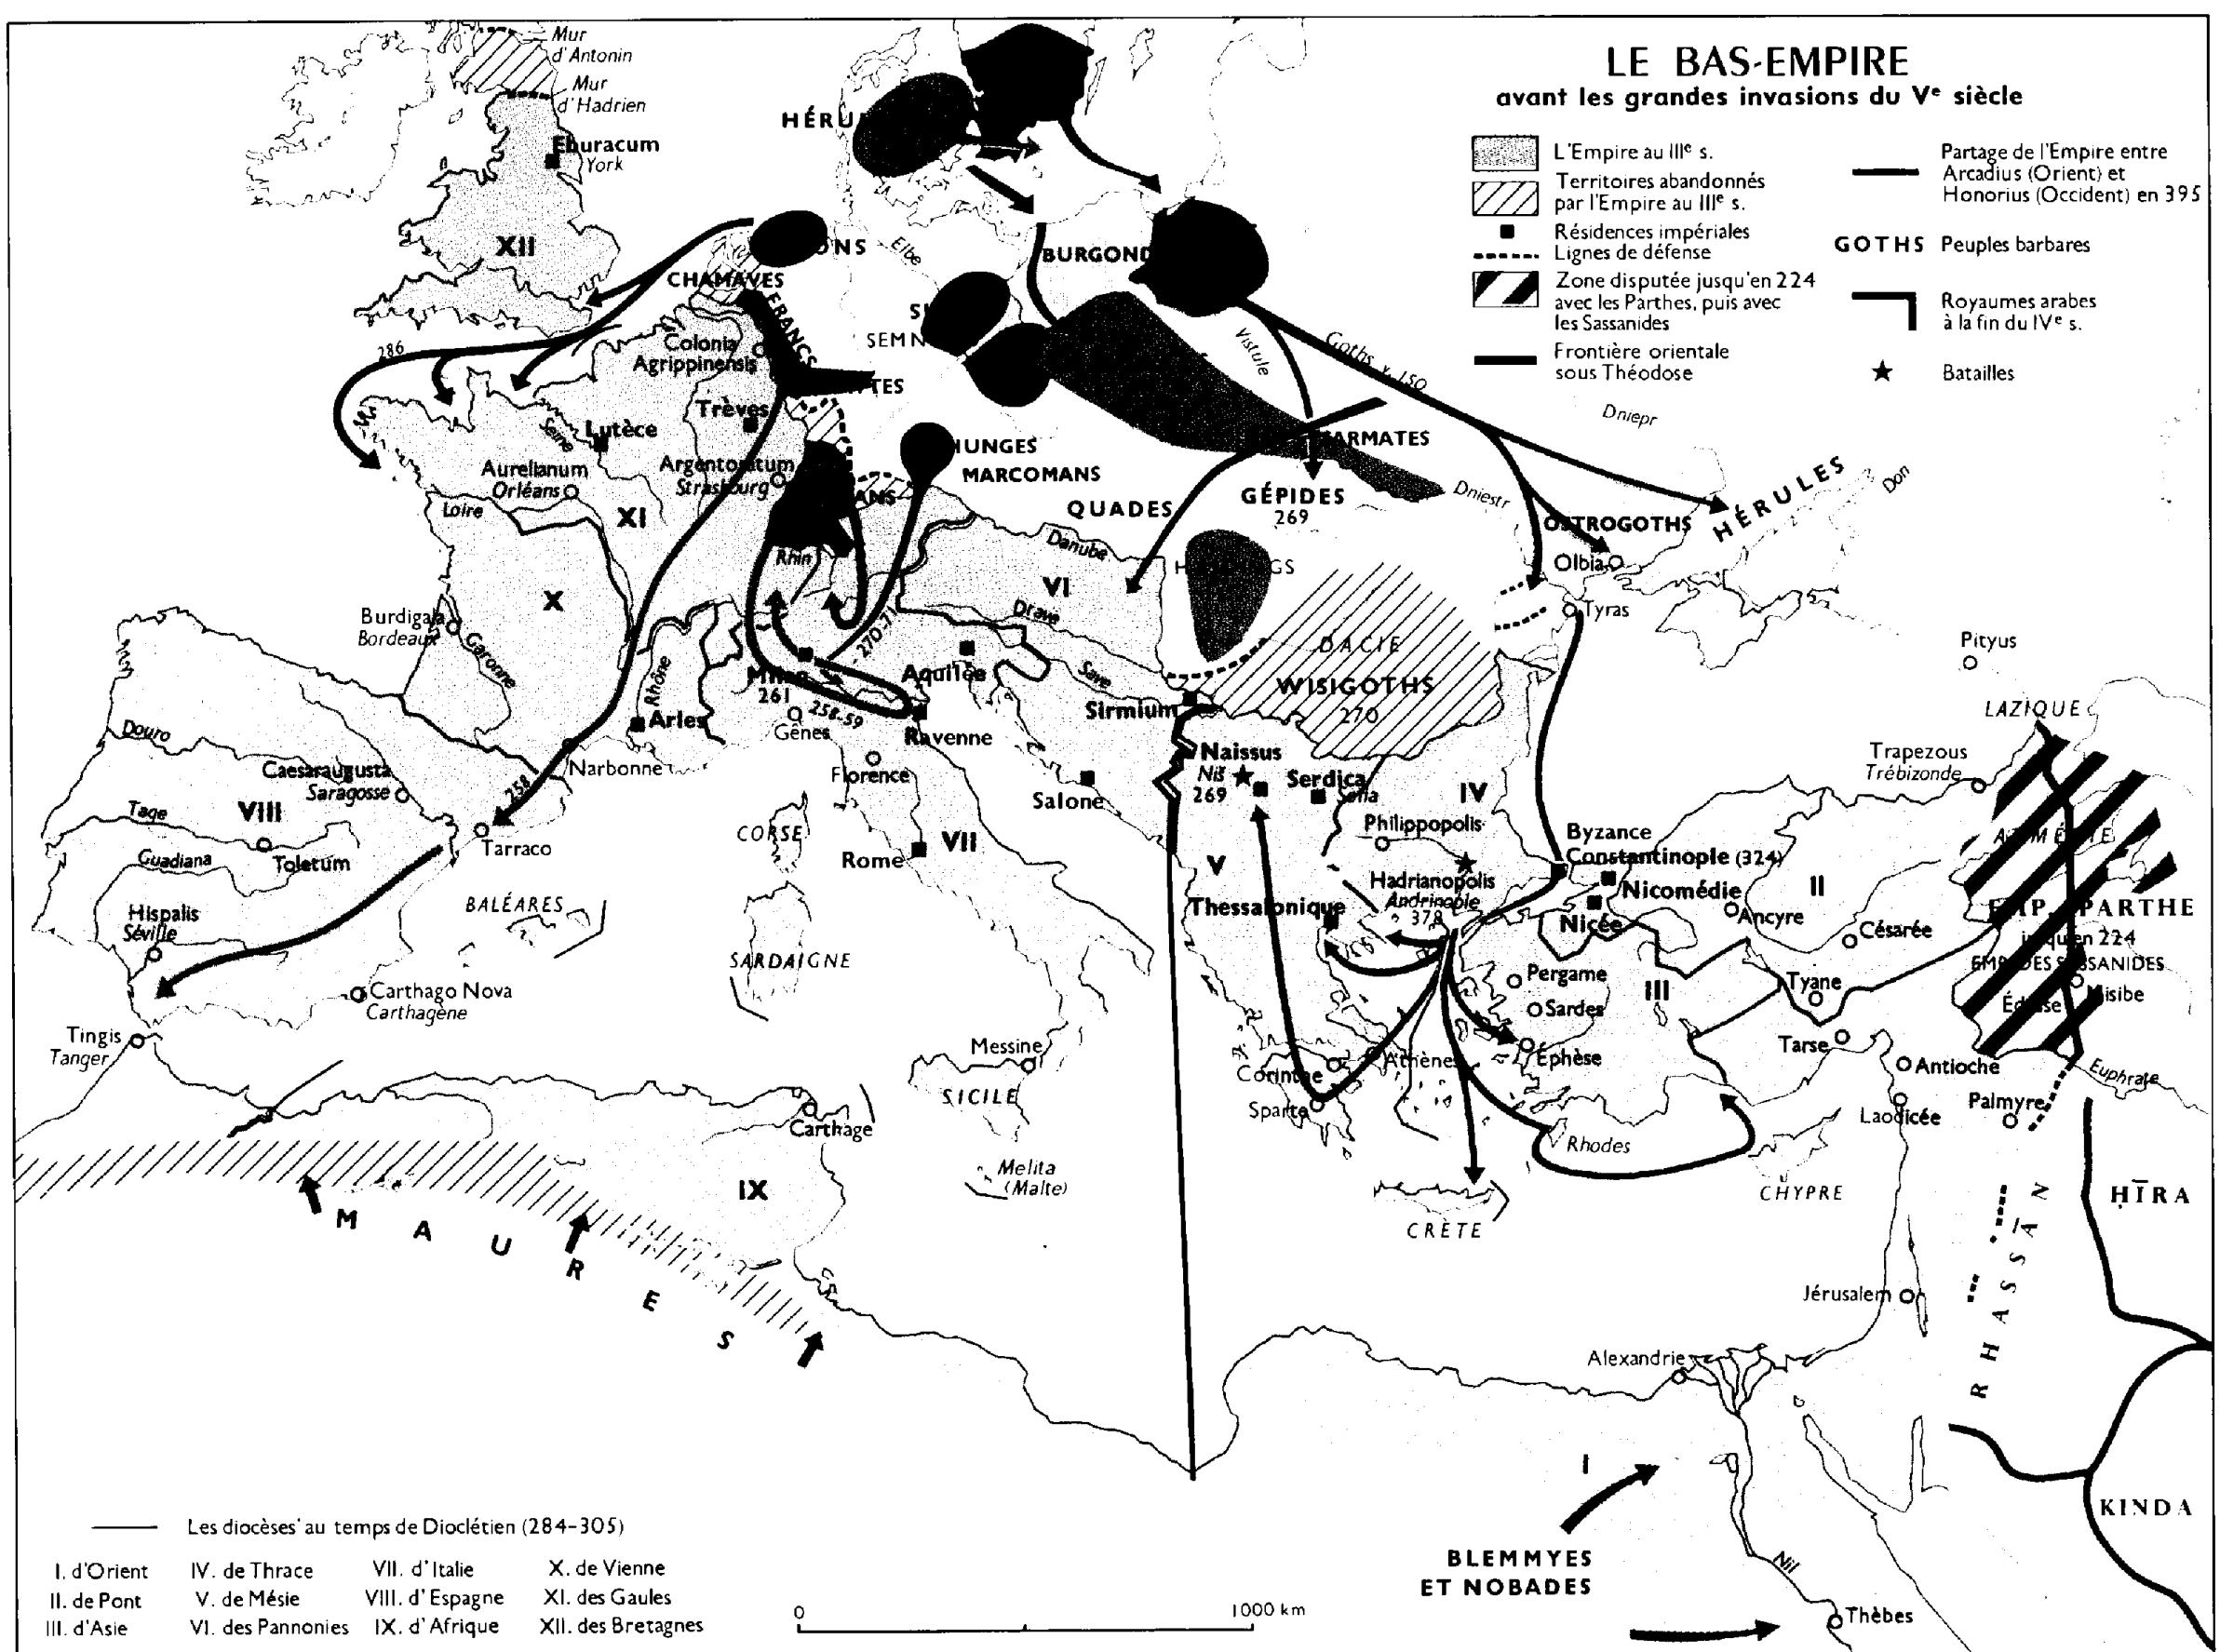 LE BAS-EMPIRE
avant les grandes invasions du Ve siècle
L'Empire au IIIe s.
Territoires abandonnés
par l'Empire au IIIe s.
Résidences impériales
Lignes de défense
Zone disputée jusqu'en 224
avec les Parthes, puis avec
les Sassanides
Frontière orientale
sous Théodose
Partage de l'Empire entre
Arcadius (Orient) et
Honorius (Occident) en 395
GOTHS Peuples barbares
Royaumes arabes
à la fin du IVe s.
Batailles
Mur
d'Antonin
Mur
d'Hadrien
Eburacum
York
XII
CHAMAVES
FRANCS
Elbe
BURGOND
Vistule
Goths v. 150
Dniepr
286
Colonia
Agrippinensis
Trèves
Lutèce
Seine
Aurelianum
Orléans
Argentoratum
Strasbourg
Loire
XI
MARCOMANS
QUADES
GÉPIDES
269
Dniestr
OSTROGOTHS
HÉRULES
Don
Olbia
Tyras
Pityus
Danube
Rhin
VI
Drave
Save
X
Burdigala
Bordeaux
Garonne
Rhône
270-71
Milan
261
258-59
Aquilée
Gênes
Ravenne
Arles
Narbonne
Florence
Sirmium
DACIE
WISIGOTHS
270
LAZIQUE
Trapezous
Trébizonde
Naissus
Niš
269
Serdica
Sofia
IV
Salone
Douro
Caesaraugusta
Saragosse
258
Tage
VIII
Toletum
Guadiana
Tarraco
CORSE
Rome
VII
V
Philippopolis
Byzance
Constantinople (324)
Hadrianopolis
Andrinople
378
Nicomédie
Nicée
II
Ancyre
Césarée
ARMÉNIE
EMP. PARTHE
jusqu'en 224
EMP. DES SASSANIDES
Thessalonique
BALÉARES
SARDAIGNE
Hispalis
Séville
Carthago Nova
Carthagène
Pergame
Sardes
III
Tyane
Édesse
Misibe
Tingis
Tanger
Messine
SICILE
Corinthe
Athènes
Éphèse
Sparte
Tarse
Antioche
Euphrate
Laodicée
Palmyre
Carthage
Rhodes
Melita
(Malte)
CHYPRE
CRÈTE
IX
MAURES
RHASSĀN
ḤĪRA
Jérusalem
Alexandrie
I
KINDA
BLEMMYES
ET NOBADES
Nil
Thèbes
Les diocèses au temps de Dioclétien (284-305)
I. d'Orient
II. de Pont
III. d'Asie
IV. de Thrace
V. de Mésie
VI. des Pannonies
VII. d'Italie
VIII. d'Espagne
IX. d'Afrique
X. de Vienne
XI. des Gaules
XII. des Bretagnes
0 1000 km